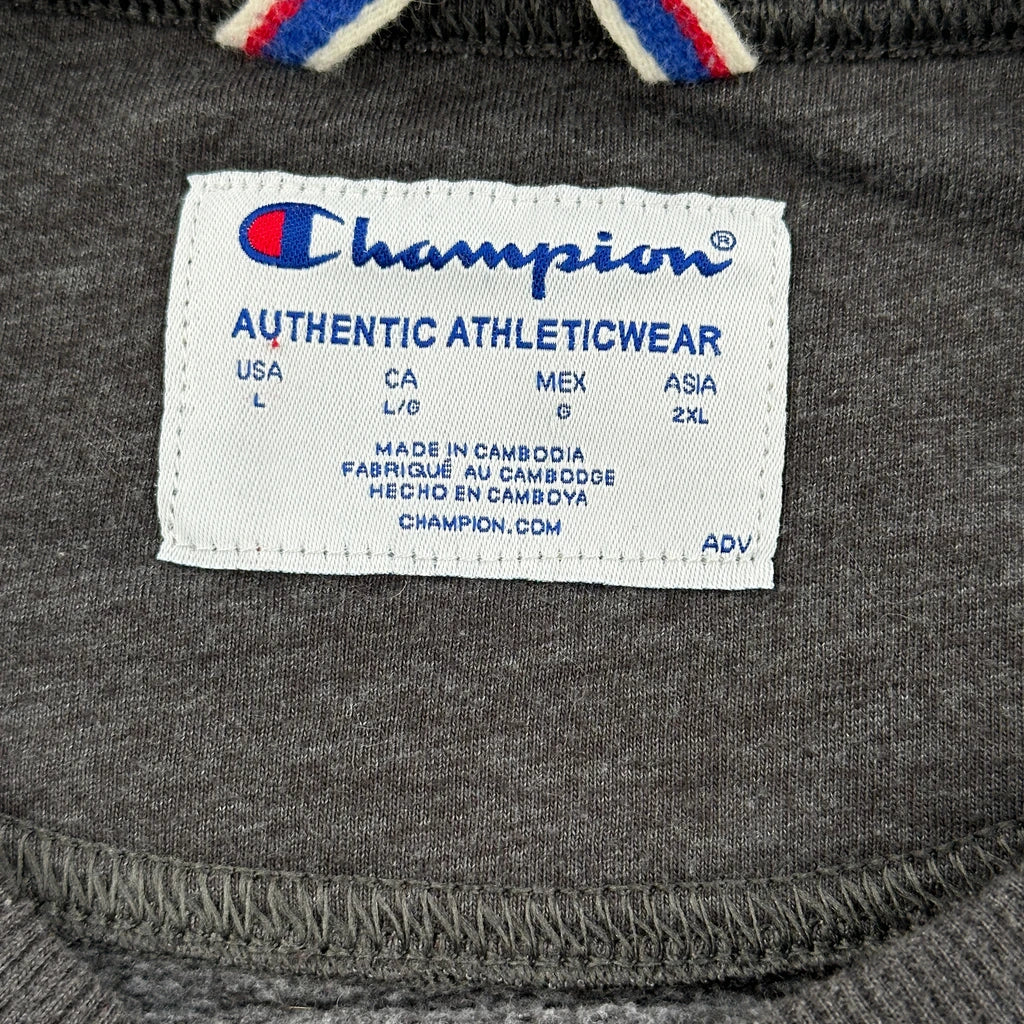 Champion®
AUTHENTIC ATHLETICWEAR
USA CA MEX ASIA
L L/G G 2XL
MADE IN CAMBODIA
FABRIQUÉ AU CAMBODGE
HECHO EN CAMBOYA
CHAMPION.COM
ADV